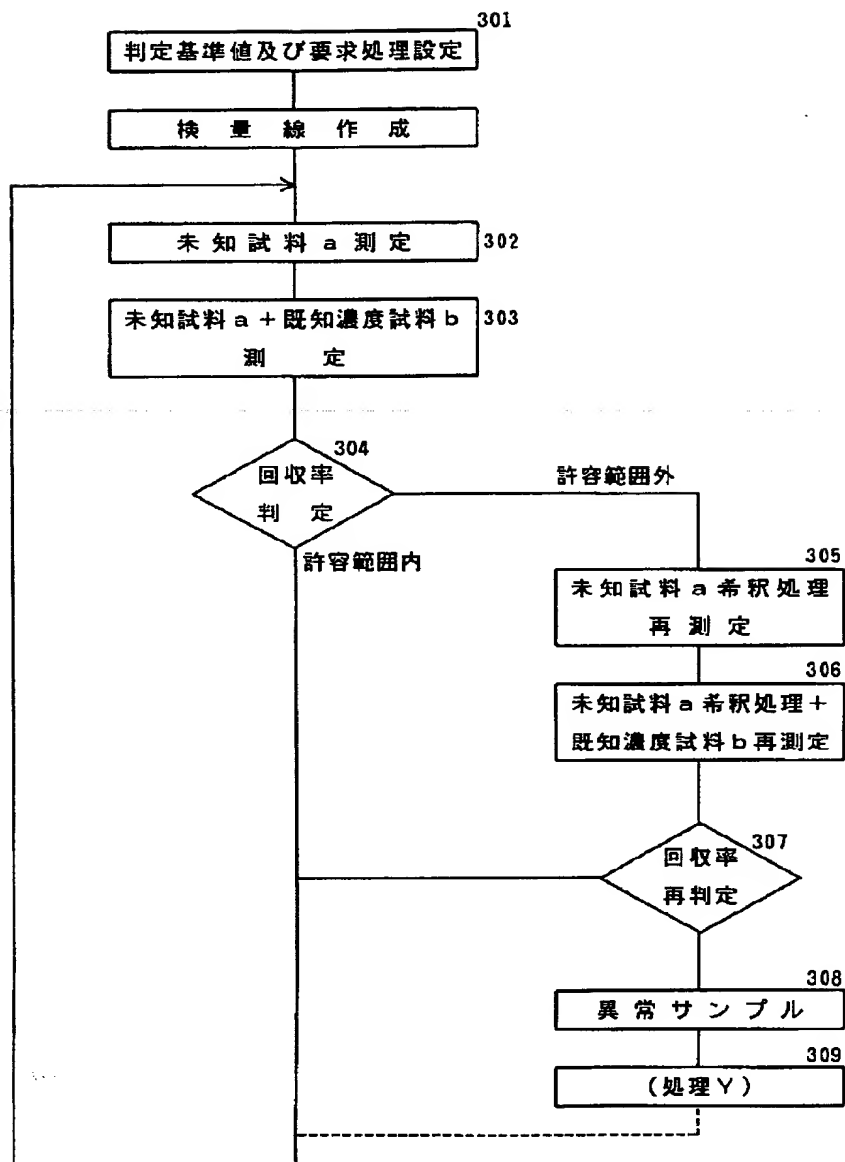 301
判定基準値及び要求処理設定
検量線作成
未知試料a測定
302
未知試料a+既知濃度試料b
測定
303
304
回収率
判定
許容範囲外
許容範囲内
305
未知試料a希釈処理
再測定
306
未知試料a希釈処理+
既知濃度試料b再測定
307
回収率
再判定
308
異常サンプル
309
(処理Y)